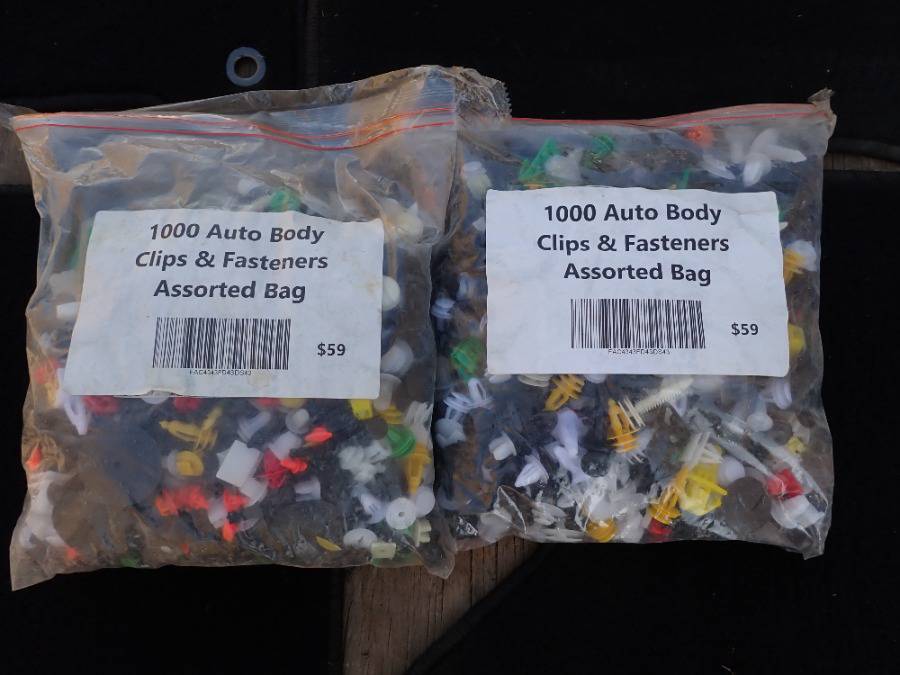 1000 Auto Body
Clips & Fasteners
Assorted Bag
$59
1000 Auto Body
Clips & Fasteners
Assorted Bag
$59